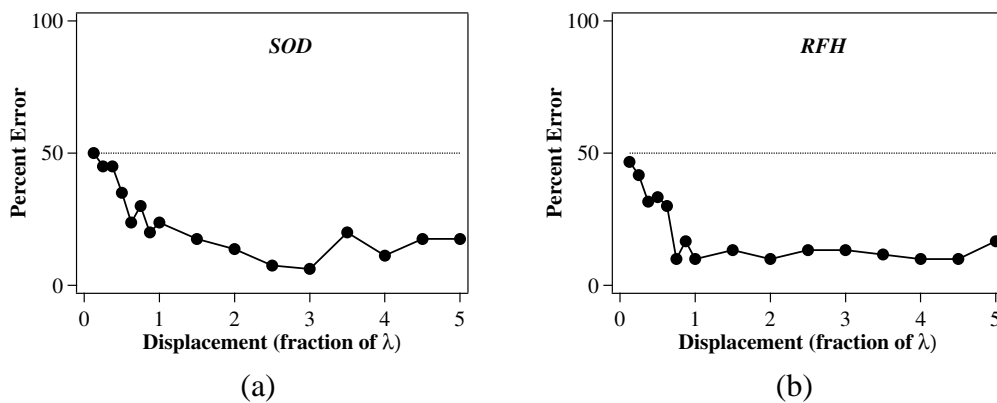 100
SOD
50
0
Percent Error
0 1 2 3 4 5
Displacement (fraction of λ)
(a)
100
RFH
50
0
Percent Error
0 1 2 3 4 5
Displacement (fraction of λ)
(b)